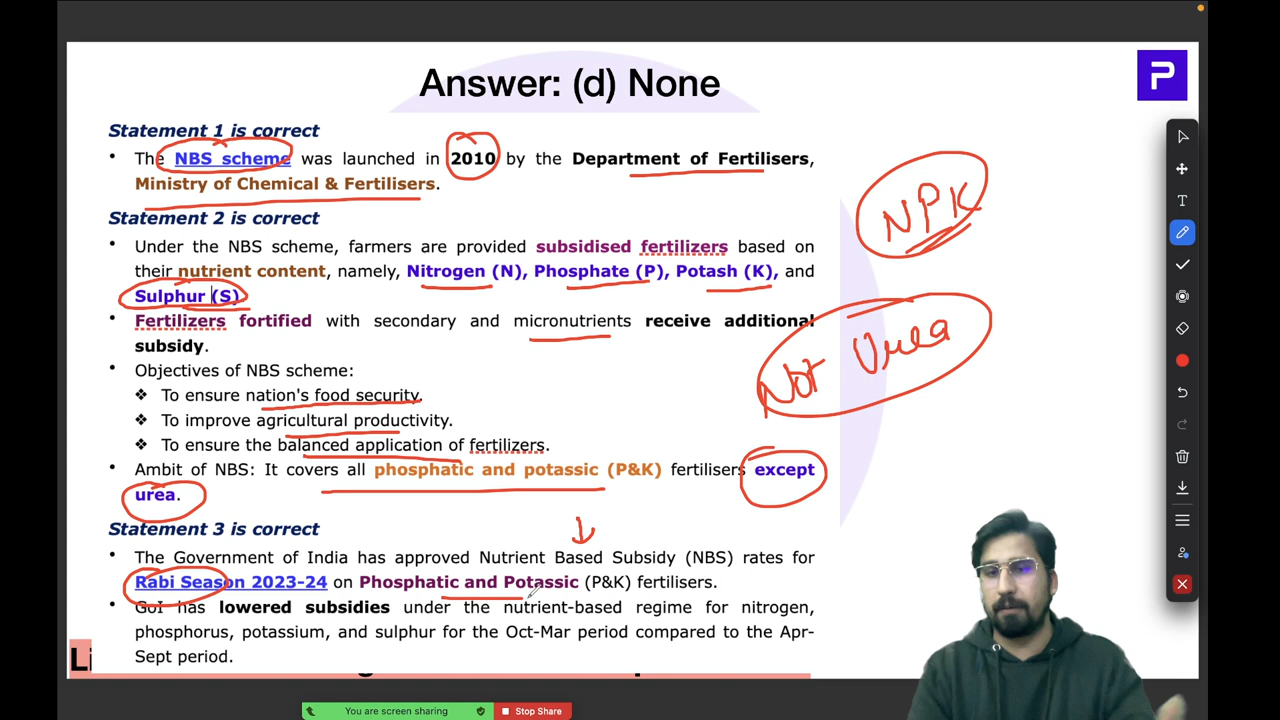 Answer: (d) None
P
Statement 1 is correct
• The NBS scheme was launched in 2010 by the Department of Fertilisers,
Ministry of Chemical & Fertilisers.
Statement 2 is correct
• Under the NBS scheme, farmers are provided subsidised fertilizers based on
their nutrient content, namely, Nitrogen (N), Phosphate (P), Potash (K), and
Sulphur (S)
• Fertilizers fortified with secondary and micronutrients receive additional
subsidy.
• Objectives of NBS scheme:
❖ To ensure nation's food security.
❖ To improve agricultural productivity.
❖ To ensure the balanced application of fertilizers.
• Ambit of NBS: It covers all phosphatic and potassic (P&K) fertilisers except
urea.
Statement 3 is correct
• The Government of India has approved Nutrient Based Subsidy (NBS) rates for
Rabi Season 2023-24 on Phosphatic and Potassic (P&K) fertilisers.
• GoI has lowered subsidies under the nutrient-based regime for nitrogen,
phosphorus, potassium, and sulphur for the Oct-Mar period compared to the Apr-
Sept period.
NPK
Not Urea
T
You are screen sharing
Stop Share